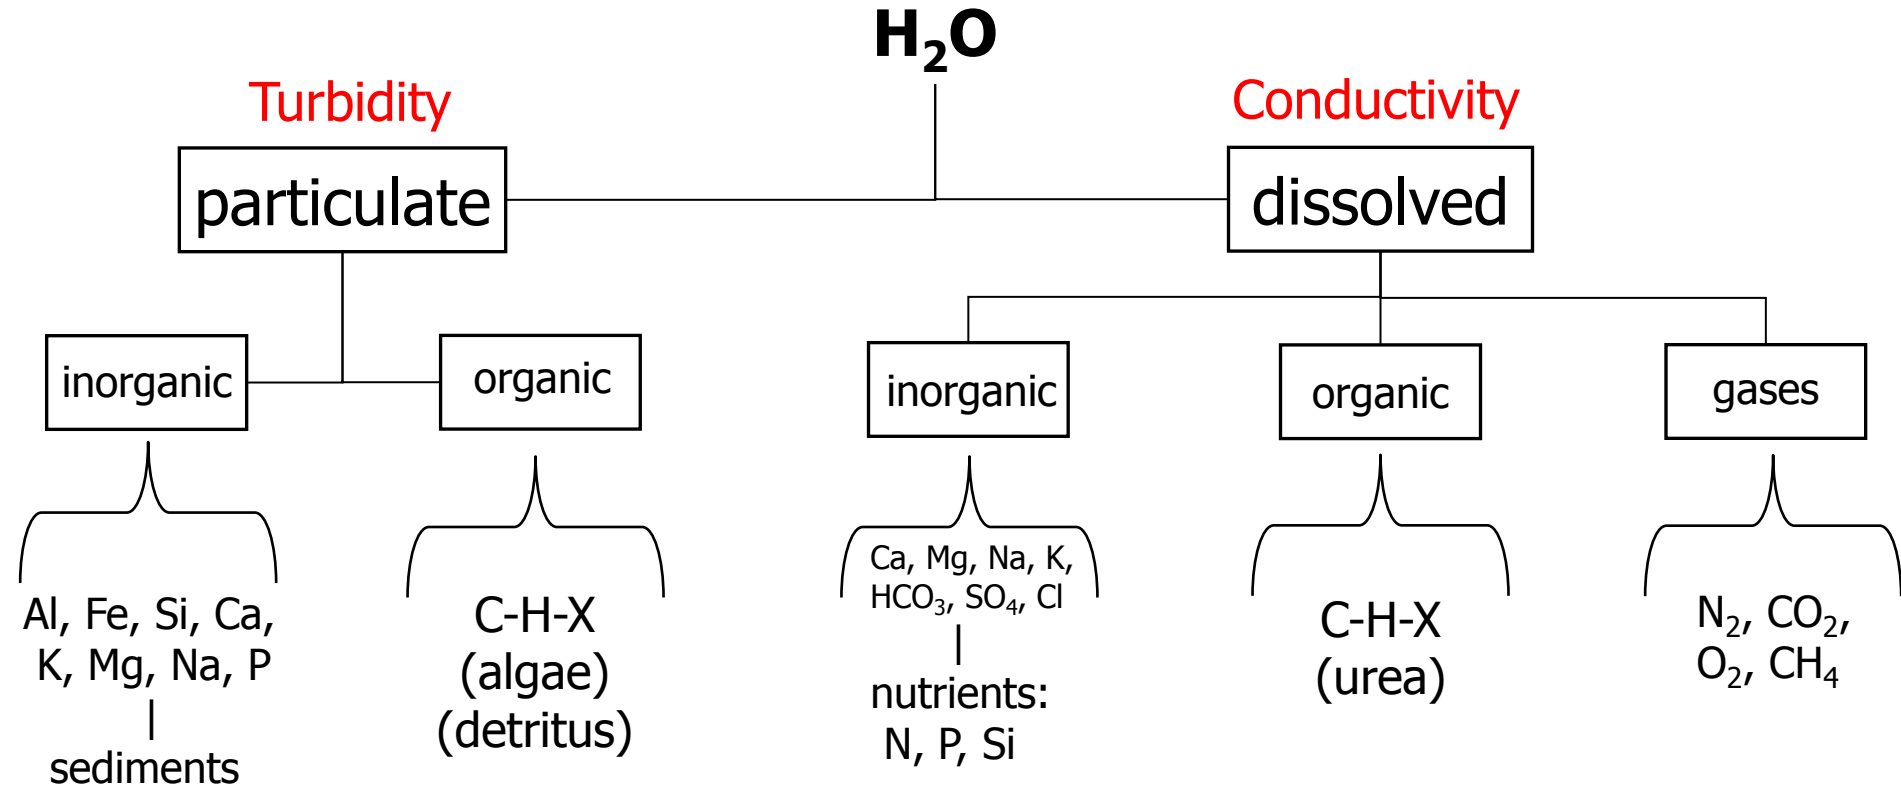 H₂O
Turbidity
Conductivity
particulate
dissolved
inorganic
organic
inorganic
organic
gases
Al, Fe, Si, Ca,
K, Mg, Na, P
|
sediments
C-H-X
(algae)
(detritus)
Ca, Mg, Na, K,
HCO₃, SO₄, Cl
|
nutrients:
N, P, Si
C-H-X
(urea)
N₂, CO₂,
O₂, CH₄